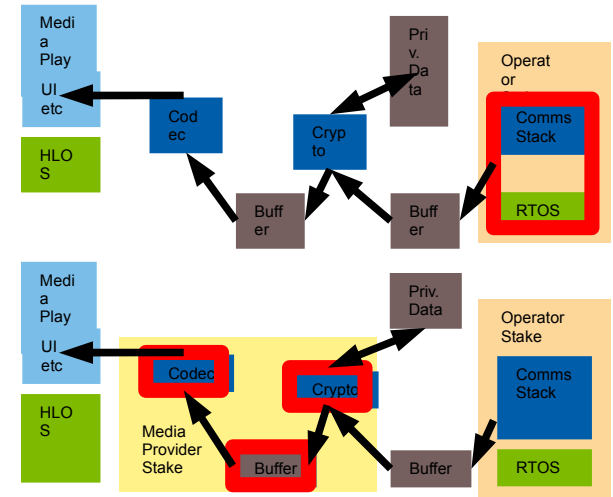 Medi
a
Play
UI
etc
HLO
S
Cod
ec
Buff
er
Cryp
to
Pri
v.
Da
ta
Buff
er
Operat
or
Comms
Stack
RTOS
Medi
a
Play
UI
etc
HLO
S
Codec
Media
Provider
Stake
Buffer
Crypto
Priv.
Data
Buffer
Operator
Stake
Comms
Stack
RTOS